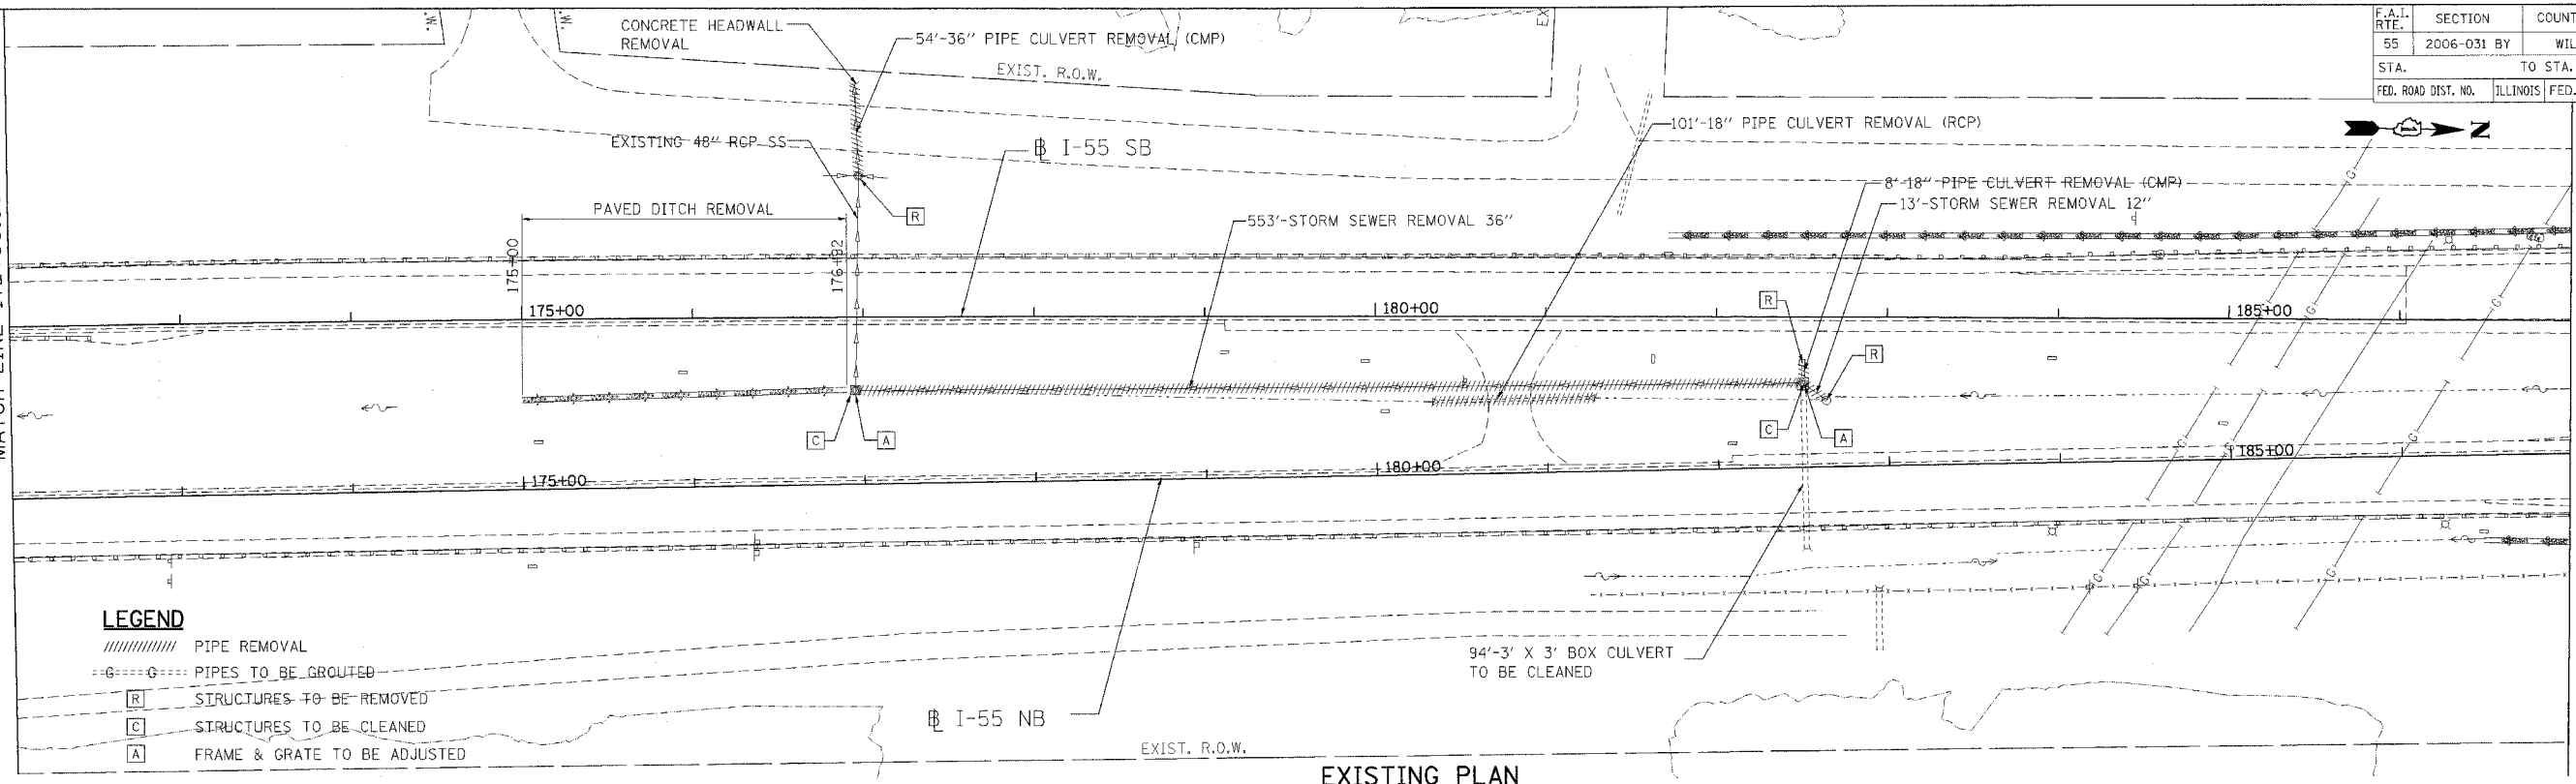 F.A.I. RTE.
SECTION
55
2006-031 BY
STA.
TO STA.
FED. ROAD DIST. NO.
ILLINOIS
FED.
N
CONCRETE HEADWALL
REMOVAL
54'-36" PIPE CULVERT REMOVAL (CMP)
EXIST. R.O.W.
EXISTING 48" RCP SS
℄ I-55 SB
101'-18" PIPE CULVERT REMOVAL (RCP)
8'-18" PIPE CULVERT REMOVAL (CMP)
13'-STORM SEWER REMOVAL 12"
R
PAVED DITCH REMOVAL
553'-STORM SEWER REMOVAL 36"
175+00
176+92
175+00
180+00
185+00
R
R
C
A
C
A
175+00
180+00
185+00
G
G
G
G
G
G
G
G
G
G
LEGEND
PIPE REMOVAL
G G PIPES TO BE GROUTED
R STRUCTURES TO BE REMOVED
C STRUCTURES TO BE CLEANED
A FRAME & GRATE TO BE ADJUSTED
94'-3' X 3' BOX CULVERT
TO BE CLEANED
℄ I-55 NB
EXIST. R.O.W.
EXISTING PLAN